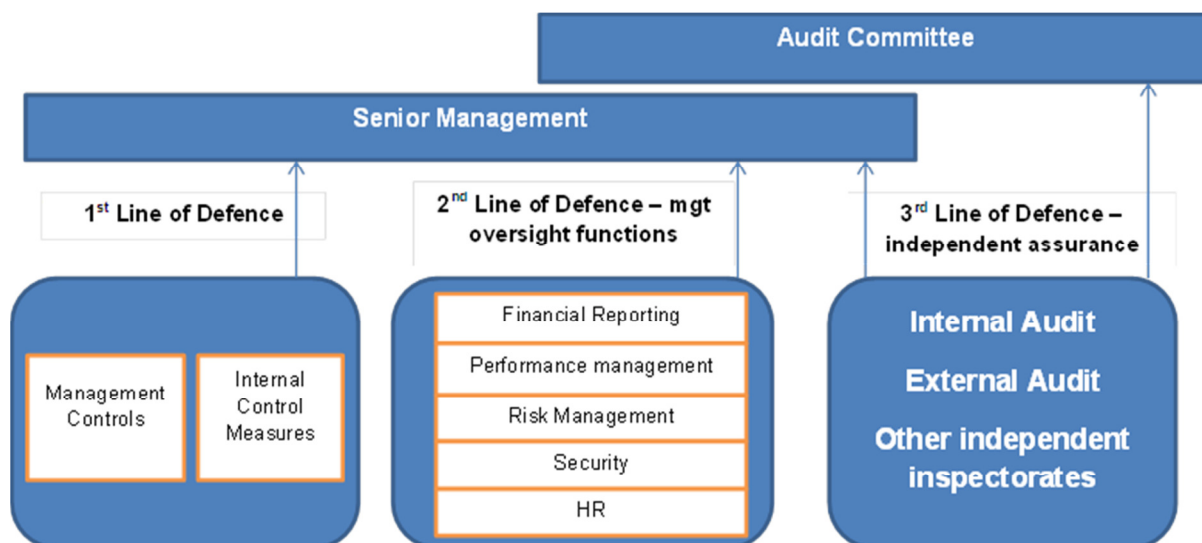 Audit Committee
Senior Management
1st Line of Defence
2nd Line of Defence – mgt
oversight functions
3rd Line of Defence –
independent assurance
Management
Controls
Internal
Control
Measures
Financial Reporting
Performance management
Risk Management
Security
HR
Internal Audit
External Audit
Other independent
inspectorates